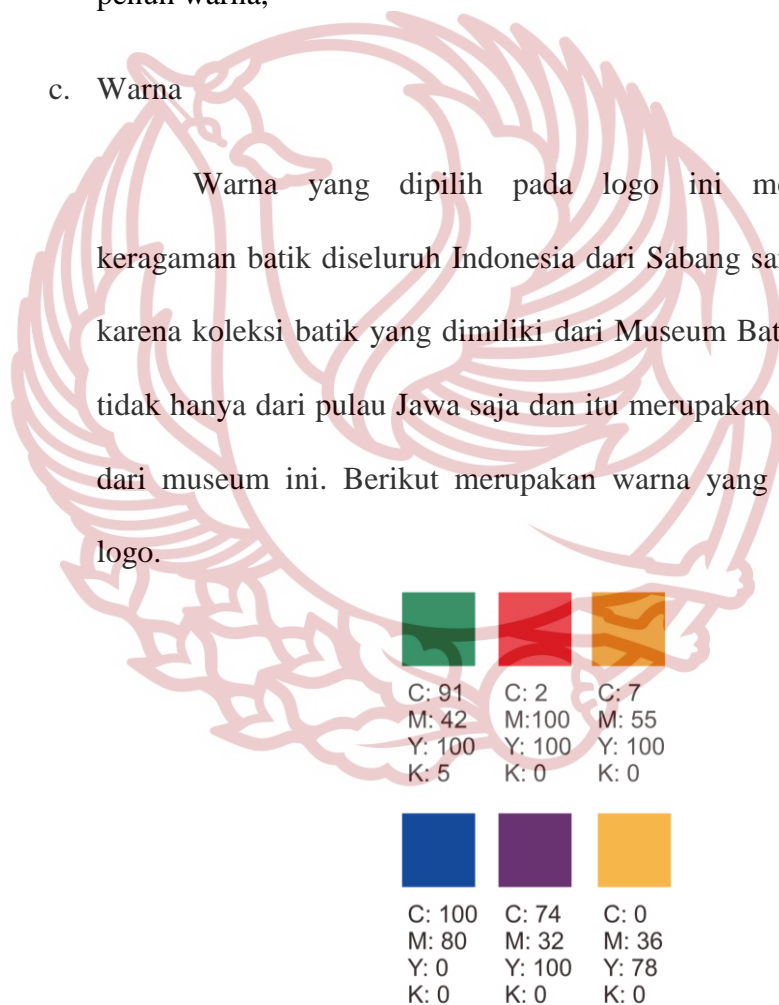 penuh warna,
c. Warna
Warna yang dipilih pada logo ini
keragaman batik diseluruh Indonesia dari Sabang
karena koleksi batik yang dimiliki dari Museum
tidak hanya dari pulau Jawa saja dan itu merupakan
dari museum ini. Berikut merupakan warna yang
logo.
C: 91 C: 2 C: 7
M: 42 M:100 M: 55
Y: 100 Y: 100 Y: 100
K: 5 K: 0 K: 0
C: 100 C: 74 C: 0
M: 80 M: 32 M: 36
Y: 0 Y: 100 Y: 78
K: 0 K: 0 K: 0